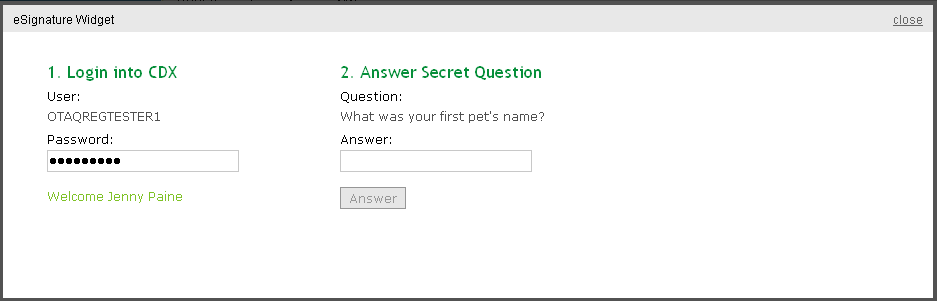 eSignature Widget
close
1. Login into CDX
User:
OTAQREGTESTER1
Password:
•••••••••
Welcome Jenny Paine
2. Answer Secret Question
Question:
What was your first pet's name?
Answer:
Answer